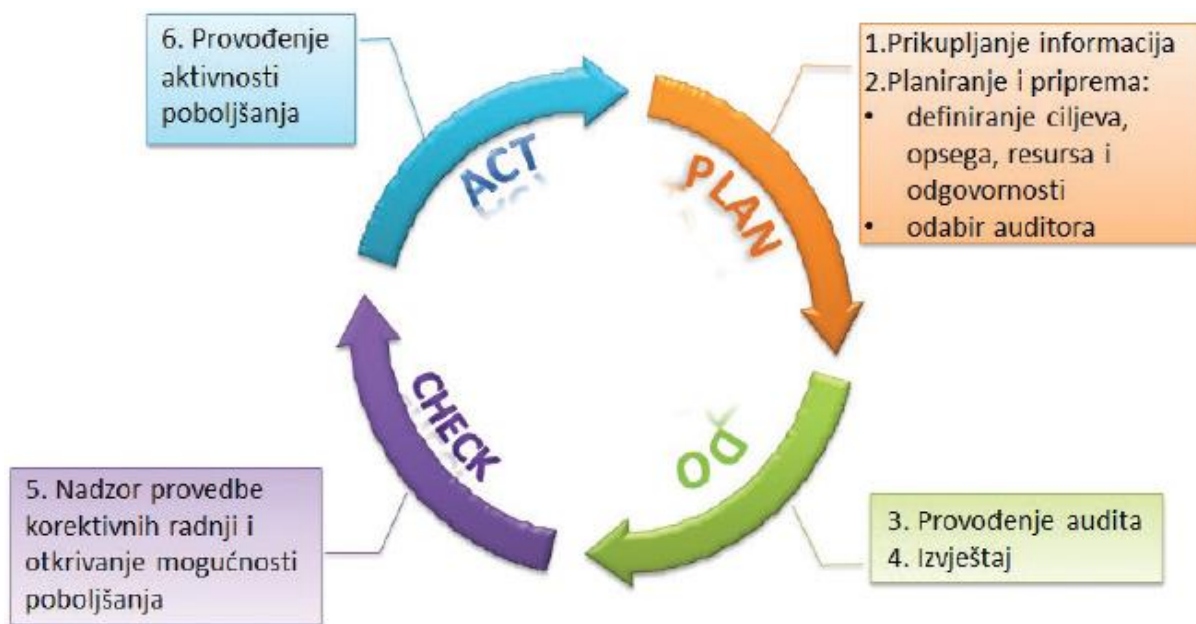 6. Provođenje
aktivnosti
poboljšanja
1.Prikupljanje informacija
2.Planiranje i priprema:
• definiranje ciljeva,
opsega, resursa i
odgovornosti
• odabir auditora
ACT
PLAN
CHECK
DO
5. Nadzor provedbe
korektivnih radnji i
otkrivanje mogućnosti
poboljšanja
3. Provođenje audita
4. Izvještaj